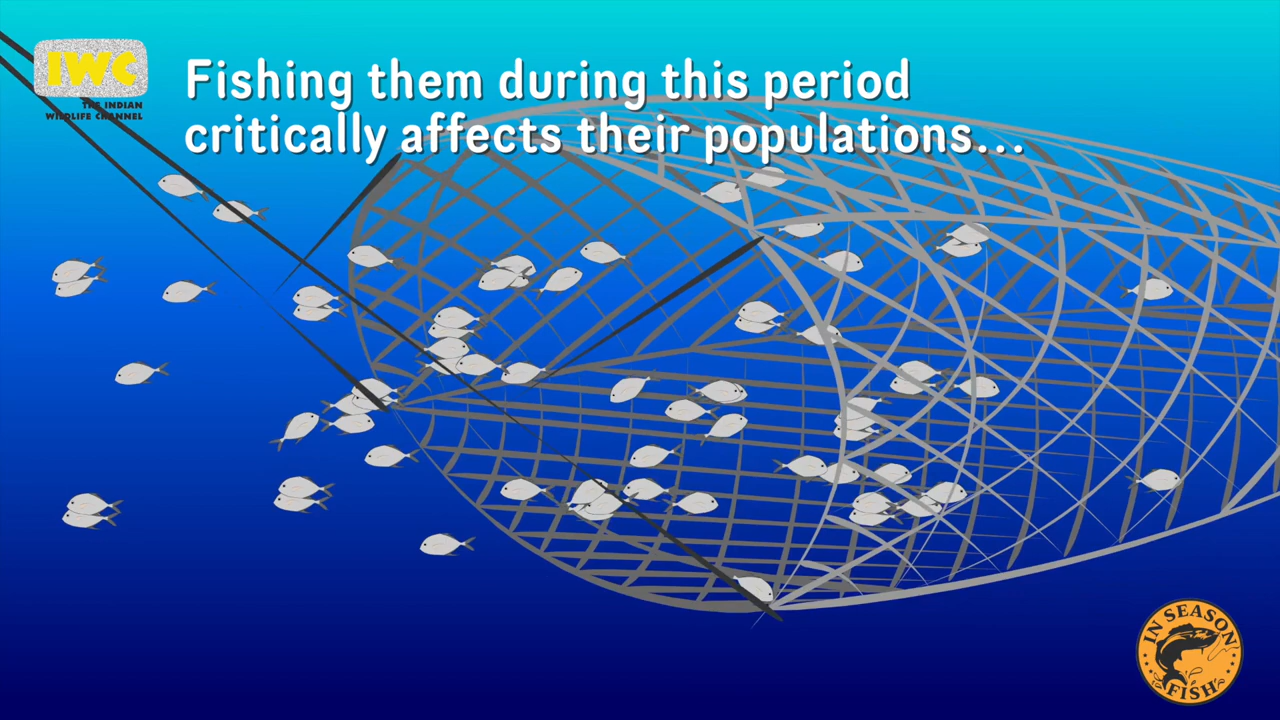 IWC
THE INDIAN
WILDLIFE CHANNEL
Fishing them during this period
critically affects their populations...
IN SEASON
FISH